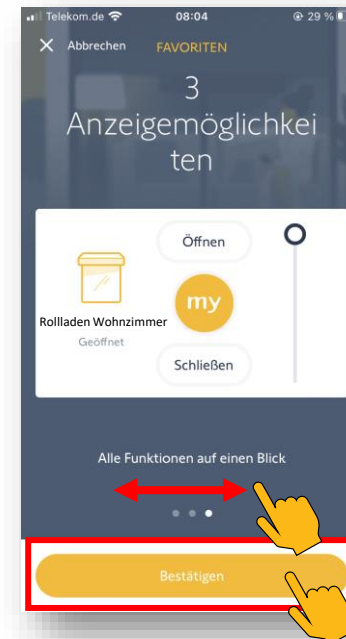 Telekom.de 08:04 29 %
Abbrechen FAVORITEN
3
Anzeigemöglichkei
ten
Öffnen
my
Rollladen Wohnzimmer
Geöffnet
Schließen
Alle Funktionen auf einen Blick
Bestätigen